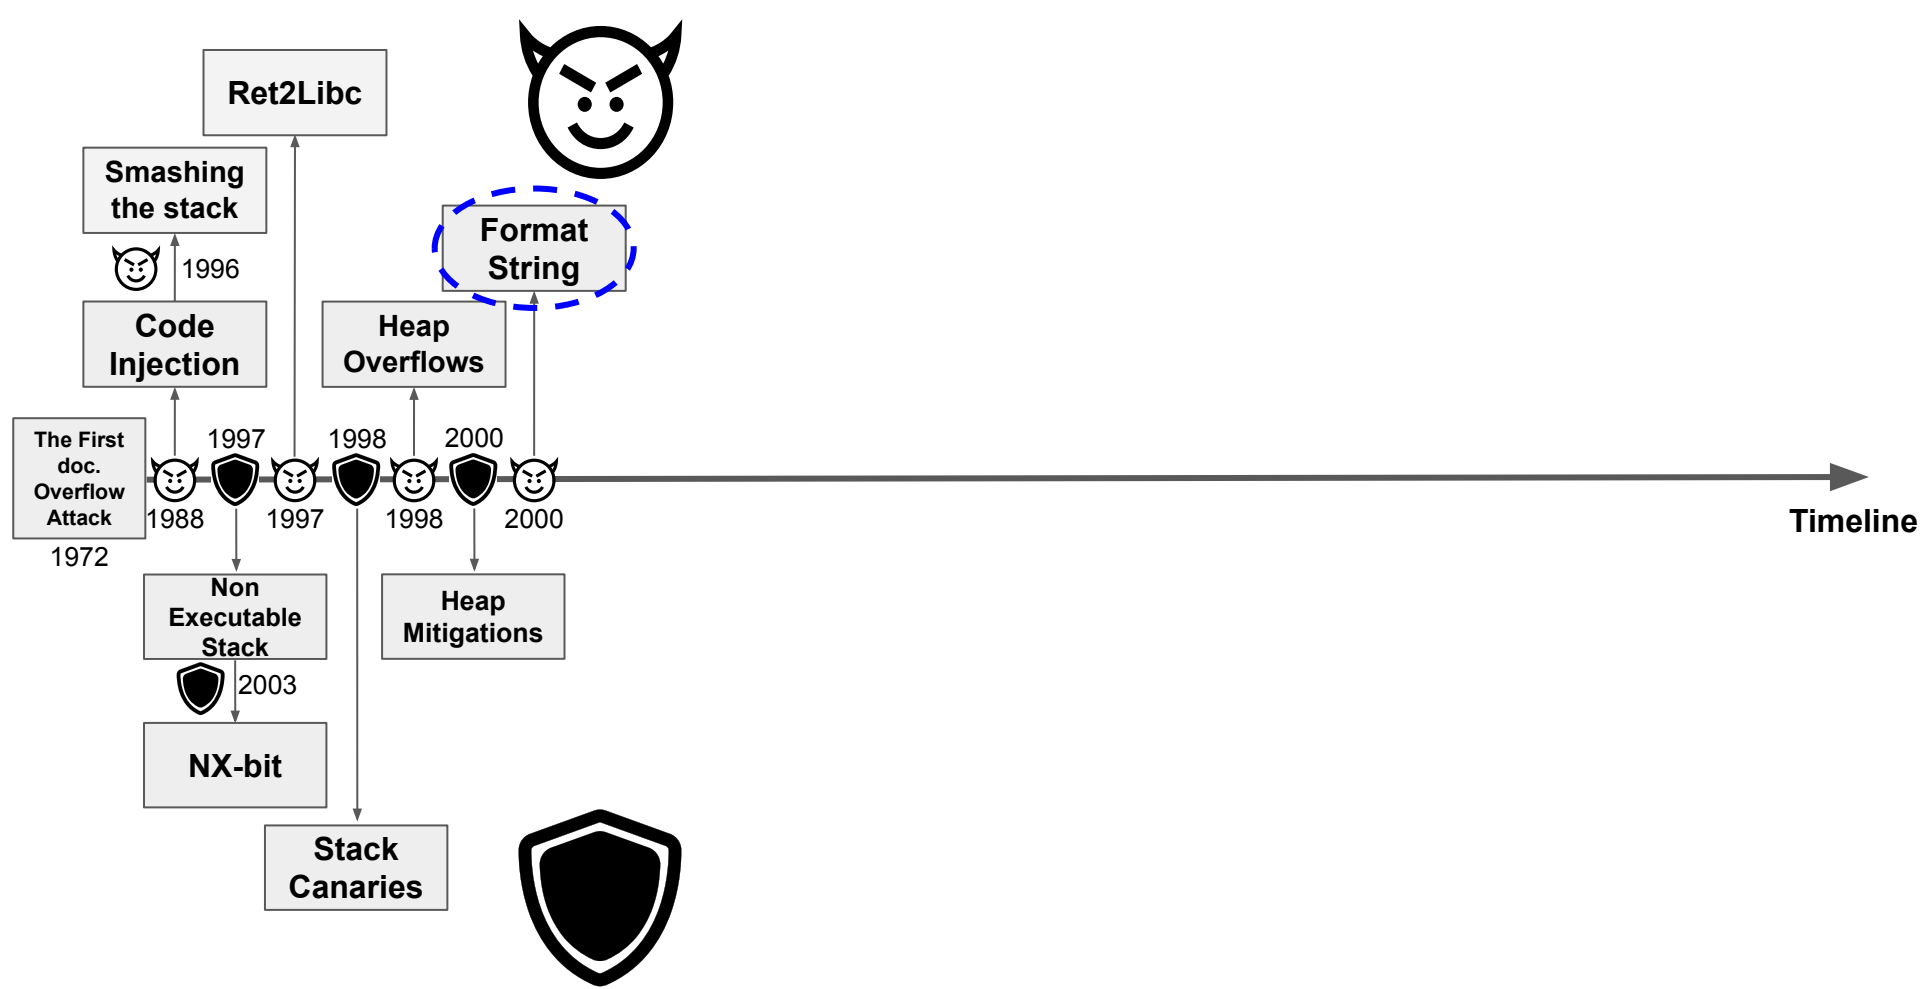 Ret2Libc
Smashing
the stack
1996
Format
String
Code
Injection
Heap
Overflows
The First
doc.
Overflow
Attack
1972
1988
1997
1997
1998
1998
2000
2000
Timeline
Non
Executable
Stack
2003
NX-bit
Heap
Mitigations
Stack
Canaries